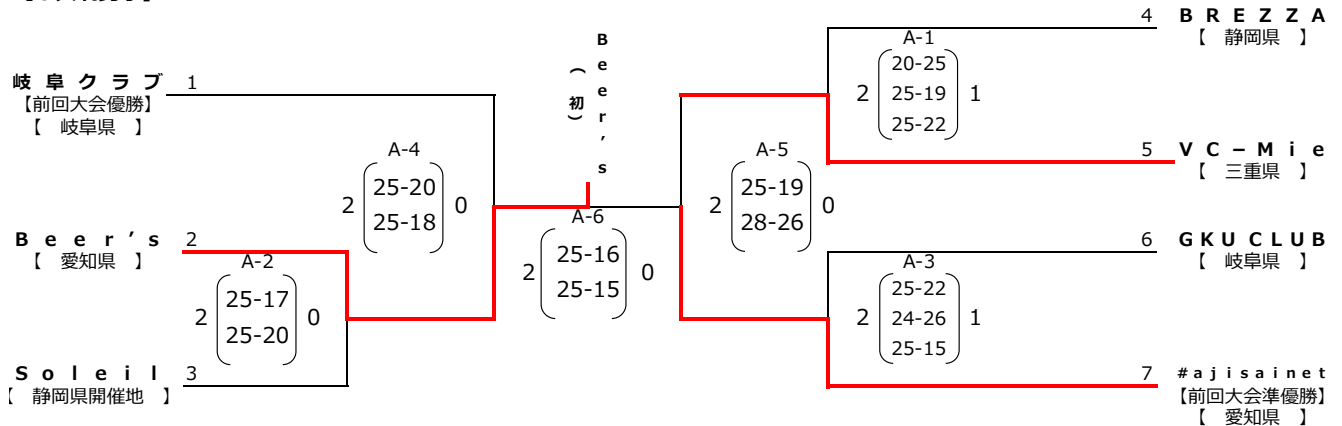 4 BREZZA
【 静岡県 】
A-1
20-25
2 25-19 1
25-22
Beer′s
(初)
岐阜クラブ 1
【前回大会優勝】
【 岐阜県 】
5 VC−Mie
【 三重県 】
A-4
25-20
2 0
25-18
A-5
25-19
2 0
28-26
A-6
25-16
2 0
25-15
Beer′s 2
【 愛知県 】
A-2
25-17
2 0
25-20
6 GKU CLUB
【 岐阜県 】
A-3
25-22
2 24-26 1
25-15
Soleil 3
【 静岡県開催地 】
7 #ajisainet
【前回大会準優勝】
【 愛知県 】